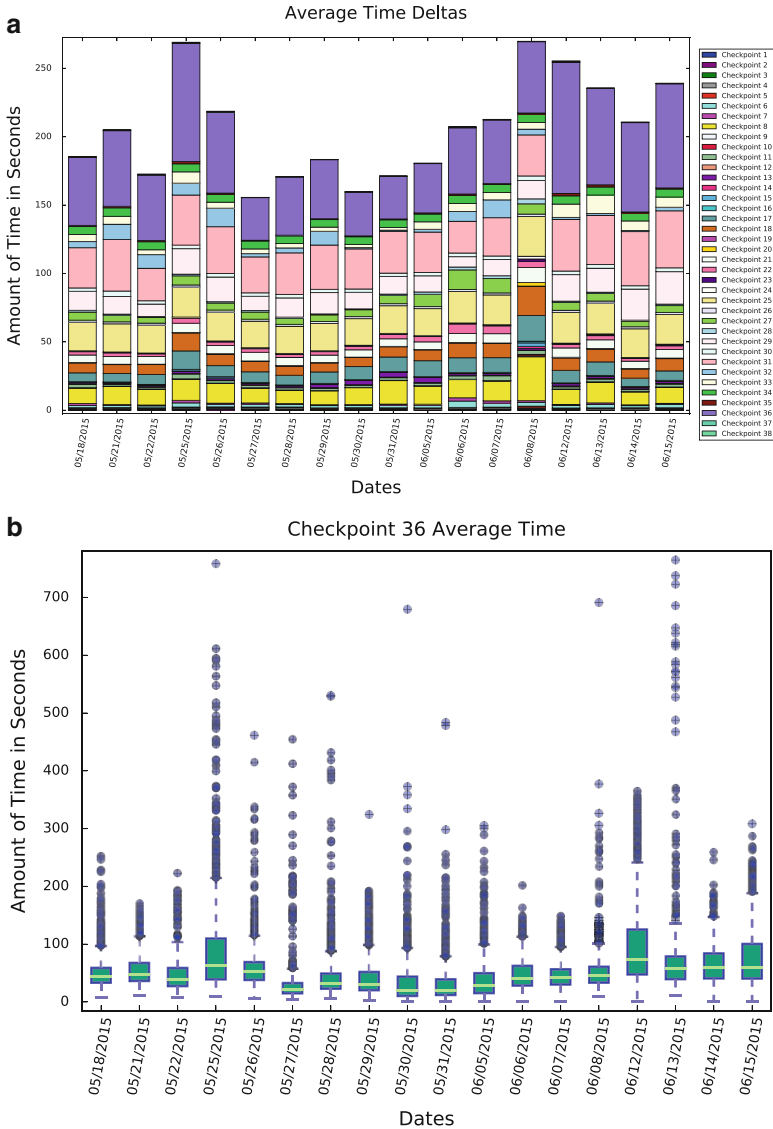 a
Average Time Deltas
Amount of Time in Seconds
250
200
150
100
50
0
05/18/2015
05/21/2015
05/22/2015
05/25/2015
05/26/2015
05/27/2015
05/28/2015
05/29/2015
05/30/2015
05/31/2015
06/05/2015
06/06/2015
06/07/2015
06/08/2015
06/12/2015
06/13/2015
06/14/2015
06/15/2015
Dates
Checkpoint 1
Checkpoint 2
Checkpoint 3
Checkpoint 4
Checkpoint 5
Checkpoint 6
Checkpoint 7
Checkpoint 8
Checkpoint 9
Checkpoint 10
Checkpoint 11
Checkpoint 12
Checkpoint 13
Checkpoint 14
Checkpoint 15
Checkpoint 16
Checkpoint 17
Checkpoint 18
Checkpoint 19
Checkpoint 20
Checkpoint 21
Checkpoint 22
Checkpoint 23
Checkpoint 24
Checkpoint 25
Checkpoint 26
Checkpoint 27
Checkpoint 28
Checkpoint 29
Checkpoint 30
Checkpoint 31
Checkpoint 32
Checkpoint 33
Checkpoint 34
Checkpoint 35
Checkpoint 36
Checkpoint 37
Checkpoint 38
b
Checkpoint 36 Average Time
Amount of Time in Seconds
700
600
500
400
300
200
100
0
05/18/2015
05/21/2015
05/22/2015
05/25/2015
05/26/2015
05/27/2015
05/28/2015
05/29/2015
05/30/2015
05/31/2015
06/05/2015
06/06/2015
06/07/2015
06/08/2015
06/12/2015
06/13/2015
06/14/2015
06/15/2015
Dates